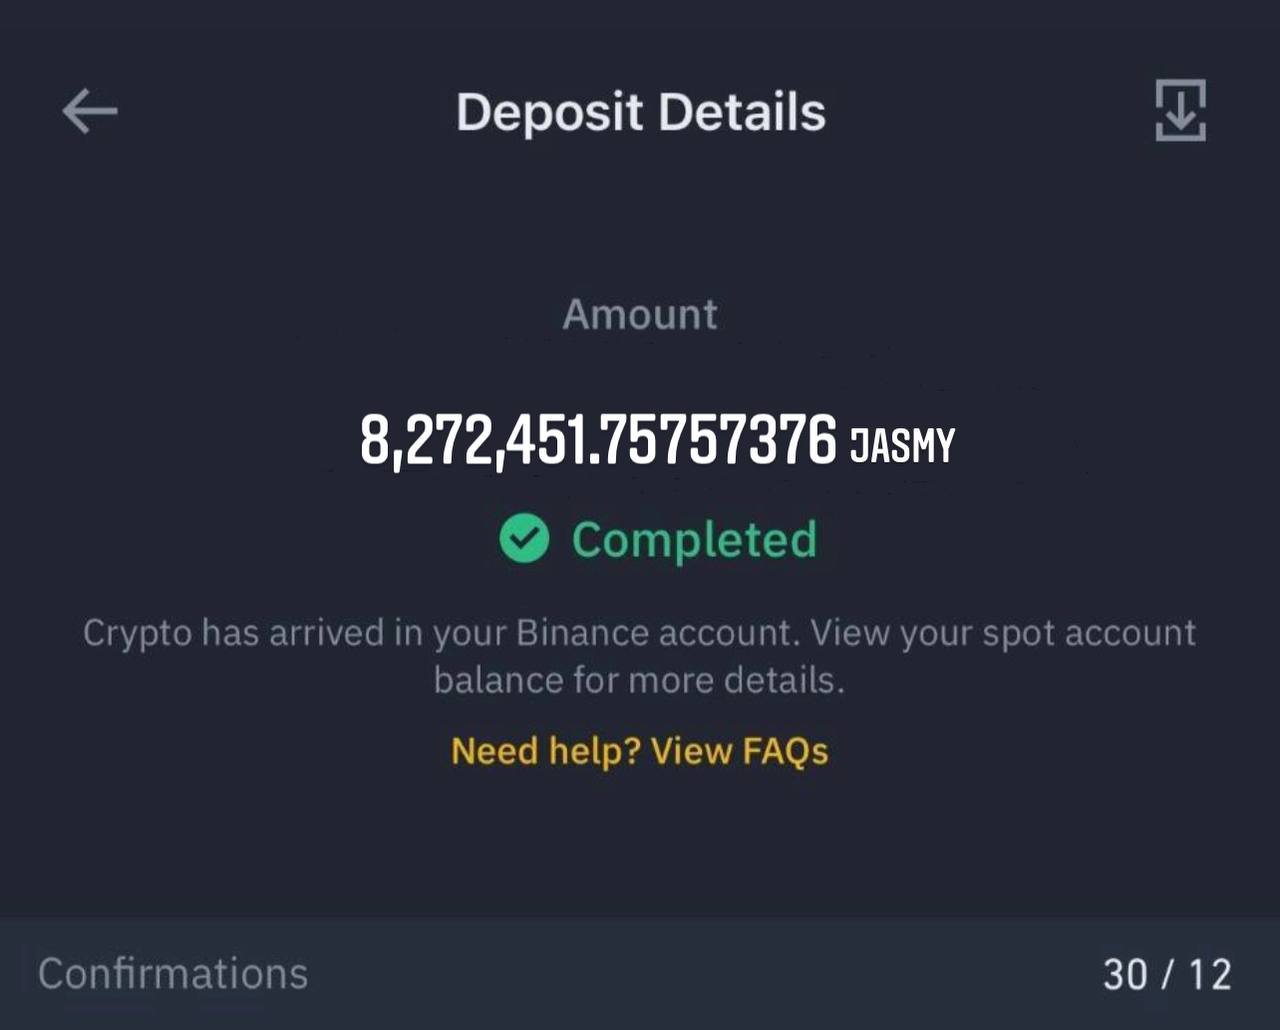 Deposit Details
Amount
8,272,451.75757376 JASMY
Completed
Crypto has arrived in your Binance account. View your spot account
balance for more details.
Need help? View FAQs
Confirmations 30 / 12